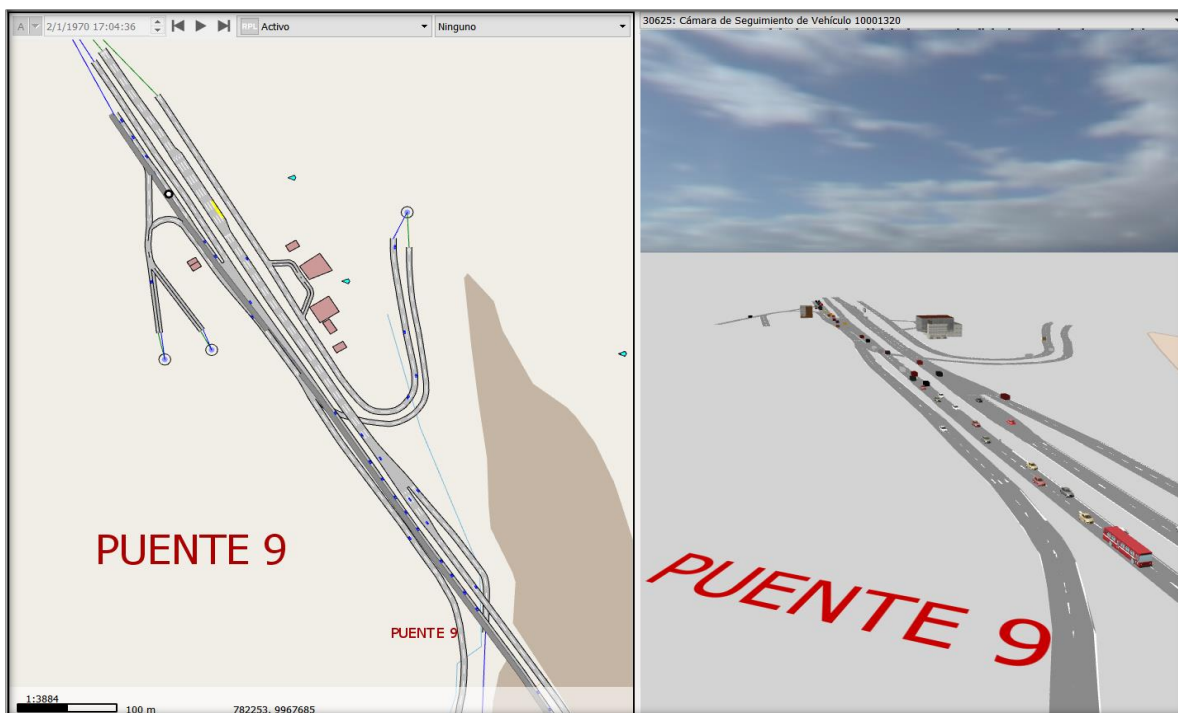 A
2/1/1970 17:04:36
RPL
Activo
Ninguno
PUENTE 9
PUENTE 9
1:3884
100 m
782253, 9967685
30625: Cámara de Seguimiento de Vehículo 10001320
PUENTE 9